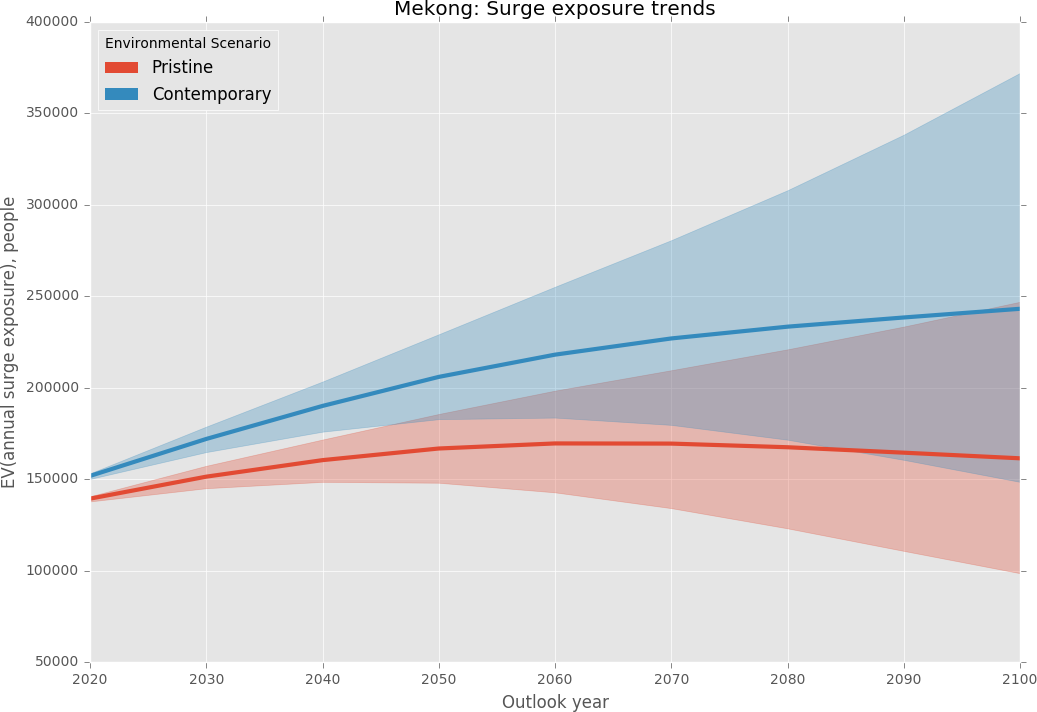 Mekong: Surge exposure trends
Environmental Scenario
Pristine
Contemporary
EV(annual surge exposure), people
400000
350000
300000
250000
200000
150000
100000
50000
2020 2030 2040 2050 2060 2070 2080 2090 2100
Outlook year